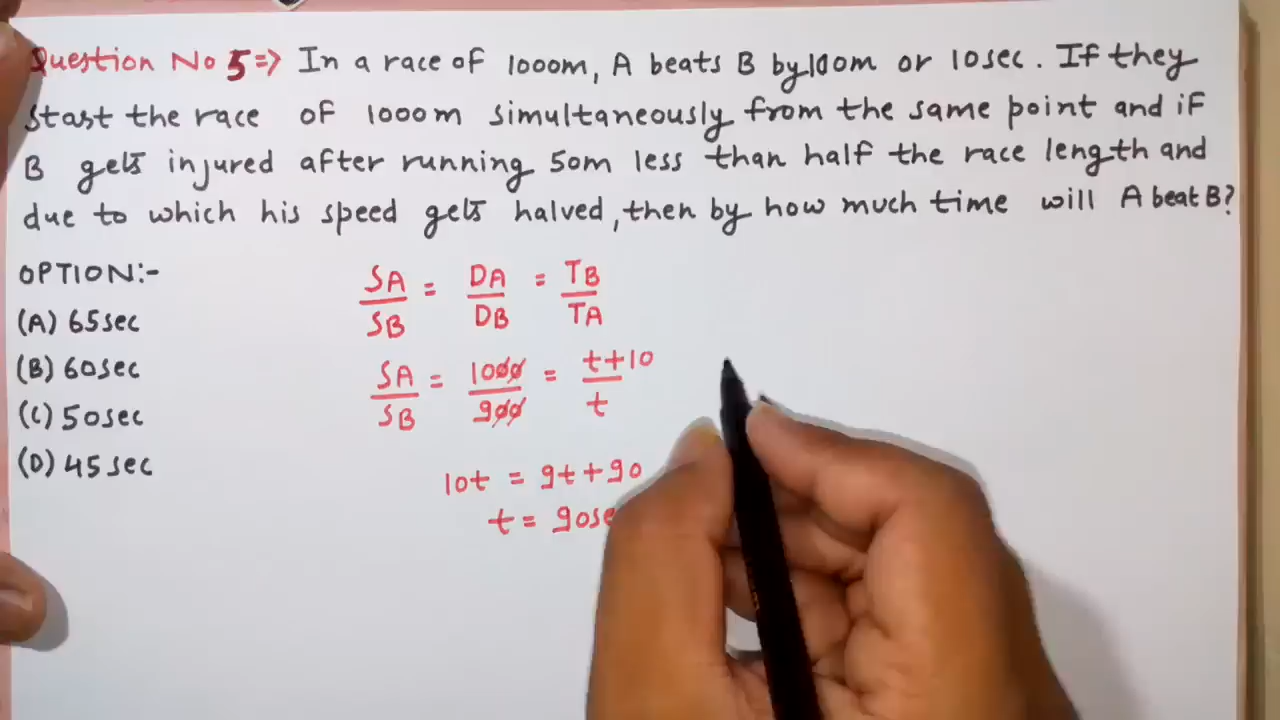 Question No 5=> In a race of 1000m, A beats B by 100m or 10sec. If they
start the race of 1000m simultaneously from the same point and if
B gets injured after running 50m less than half the race length and
due to which his speed gets halved, then by how much time will A beat B?
OPTION:-
(A) 65sec
(B) 60sec
(C) 50sec
(D) 45sec
SA/SB = DA/DB = TB/TA
SA/SB = 1000/900 = t+10/t
10t = 9t+90
t = 90se